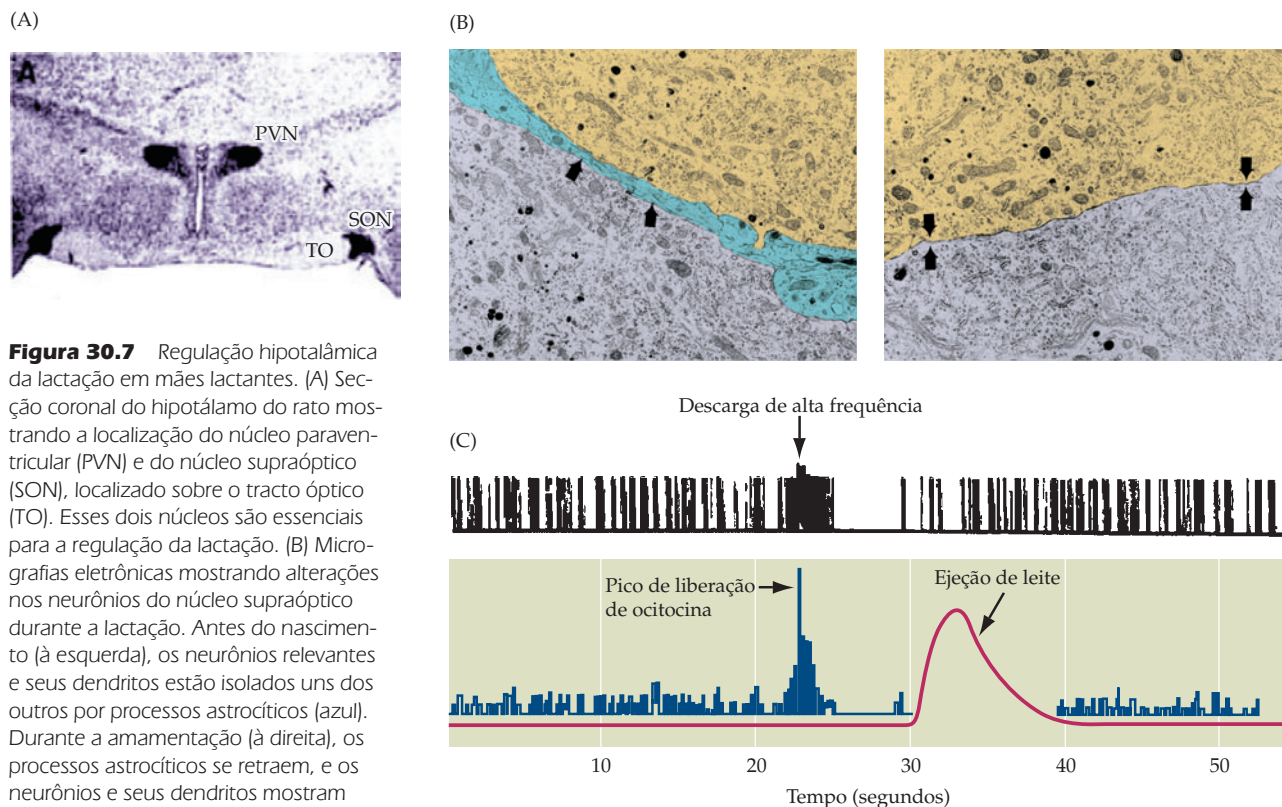 (A)
A
PVN
SON
TO
Figura 30.7 Regulação hipotalâmica
da lactação em mães lactantes. (A) Sec-
ção coronal do hipotálamo do rato mos-
trando a localização do núcleo paraven-
tricular (PVN) e do núcleo supraóptico
(SON), localizado sobre o tracto óptico
(TO). Esses dois núcleos são essenciais
para a regulação da lactação. (B) Micro-
grafias eletrônicas mostrando alterações
nos neurônios do núcleo supraóptico
durante a lactação. Antes do nascimen-
to (à esquerda), os neurônios relevantes
e seus dendritos estão isolados uns dos
outros por processos astrocíticos (azul).
Durante a amamentação (à direita), os
processos astrocíticos se retraem, e os
neurônios e seus dendritos mostram
(B)
Descarga de alta frequência
(C)
Pico de liberação
de ocitocina
Ejeção de leite
10 20 30 40 50
Tempo (segundos)